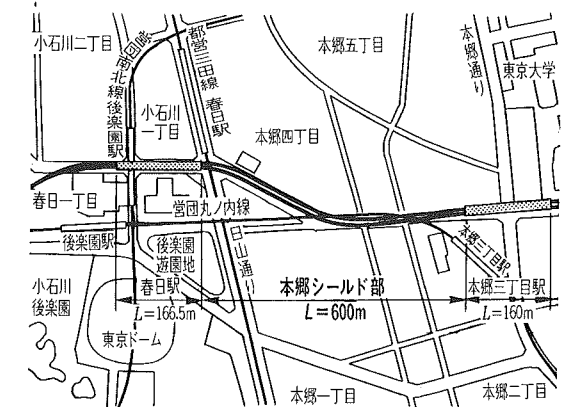 小石川二丁目
営団南北線後楽園駅
都営三田線 春日駅
本郷五丁目
本郷通り
東京大学
小石川
一丁目
本郷四丁目
春日一丁目
営団丸ノ内線
後楽園駅
後楽園
遊園地
白山通り
本郷三丁目駅
小石川
後楽園
春日駅
L=166.5m
本郷シールド部
L=600m
本郷三丁目駅
L=160m
東京ドーム
本郷一丁目
本郷二丁目